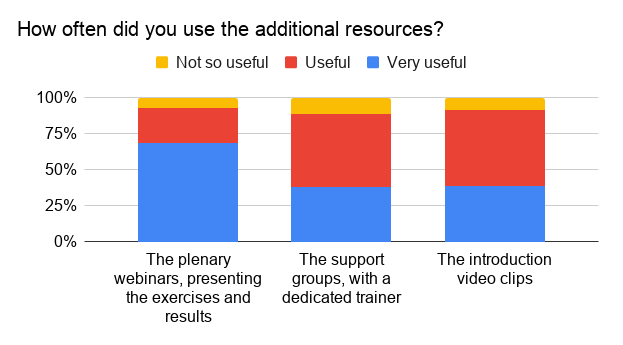 How often did you use the additional resources?
Not so useful Useful Very useful
100%
75%
50%
25%
0%
The plenary
webinars, presenting
the exercises and
results
The support
groups, with a
dedicated trainer
The introduction
video clips